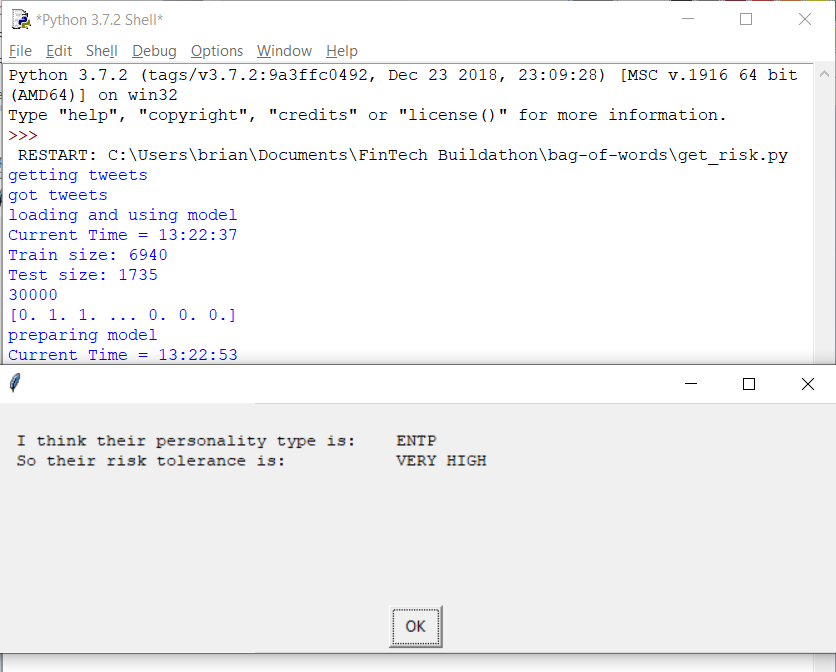 *Python 3.7.2 Shell*
File Edit Shell Debug Options Window Help
Python 3.7.2 (tags/v3.7.2:9a3ffc0492, Dec 23 2018, 23:09:28) [MSC v.1916 64 bit
(AMD64)] on win32
Type "help", "copyright", "credits" or "license()" for more information.
>>>
RESTART: C:\Users\brian\Documents\FinTech Buildathon\bag-of-words\get_risk.py
getting tweets
got tweets
loading and using model
Current Time = 13:22:37
Train size: 6940
Test size: 1735
30000
[0. 1. 1. ... 0. 0. 0.]
preparing model
Current Time = 13:22:53
I think their personality type is: ENTP
So their risk tolerance is: VERY HIGH
OK